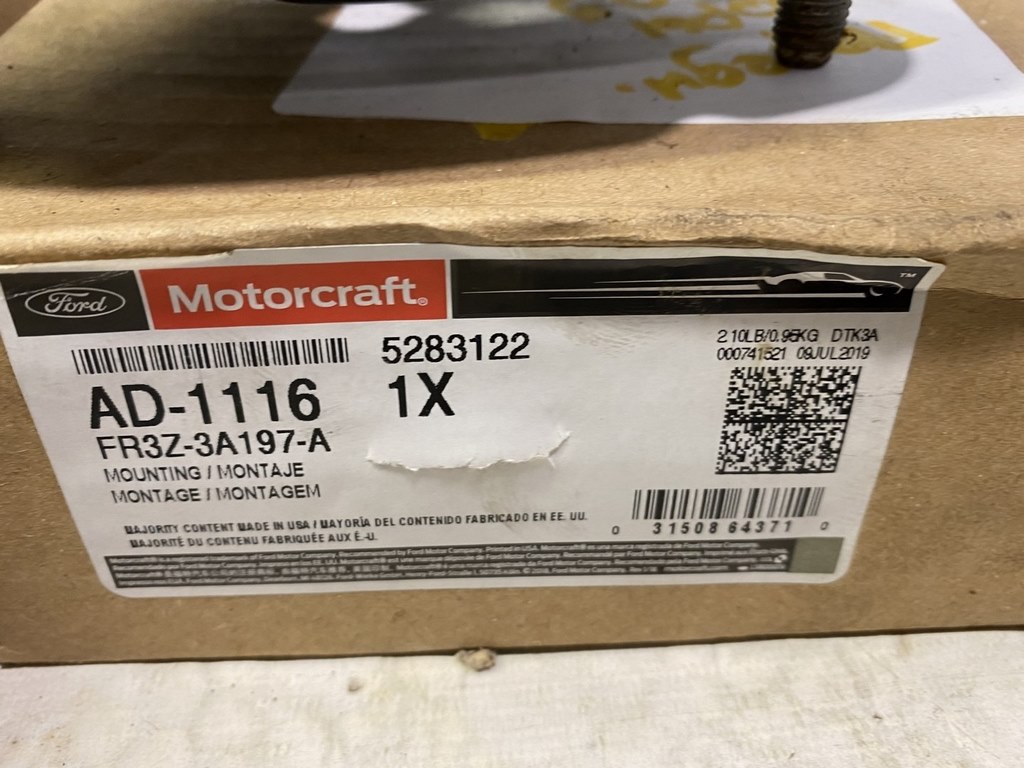 Ford
Motorcraft®
™
5283122
2.10LB/0.95KG DTK3A
000741521 09JUL2019
AD-1116
1X
FR3Z-3A197-A
MOUNTING / MONTAJE
MONTAGE / MONTAGEM
MAJORITY CONTENT MADE IN USA / MAYORÍA DEL CONTENIDO FABRICADO EN EE. UU.
MAJORITÉ DU CONTENU FABRIQUÉE AUX É.-U.
0 31508 64371 0